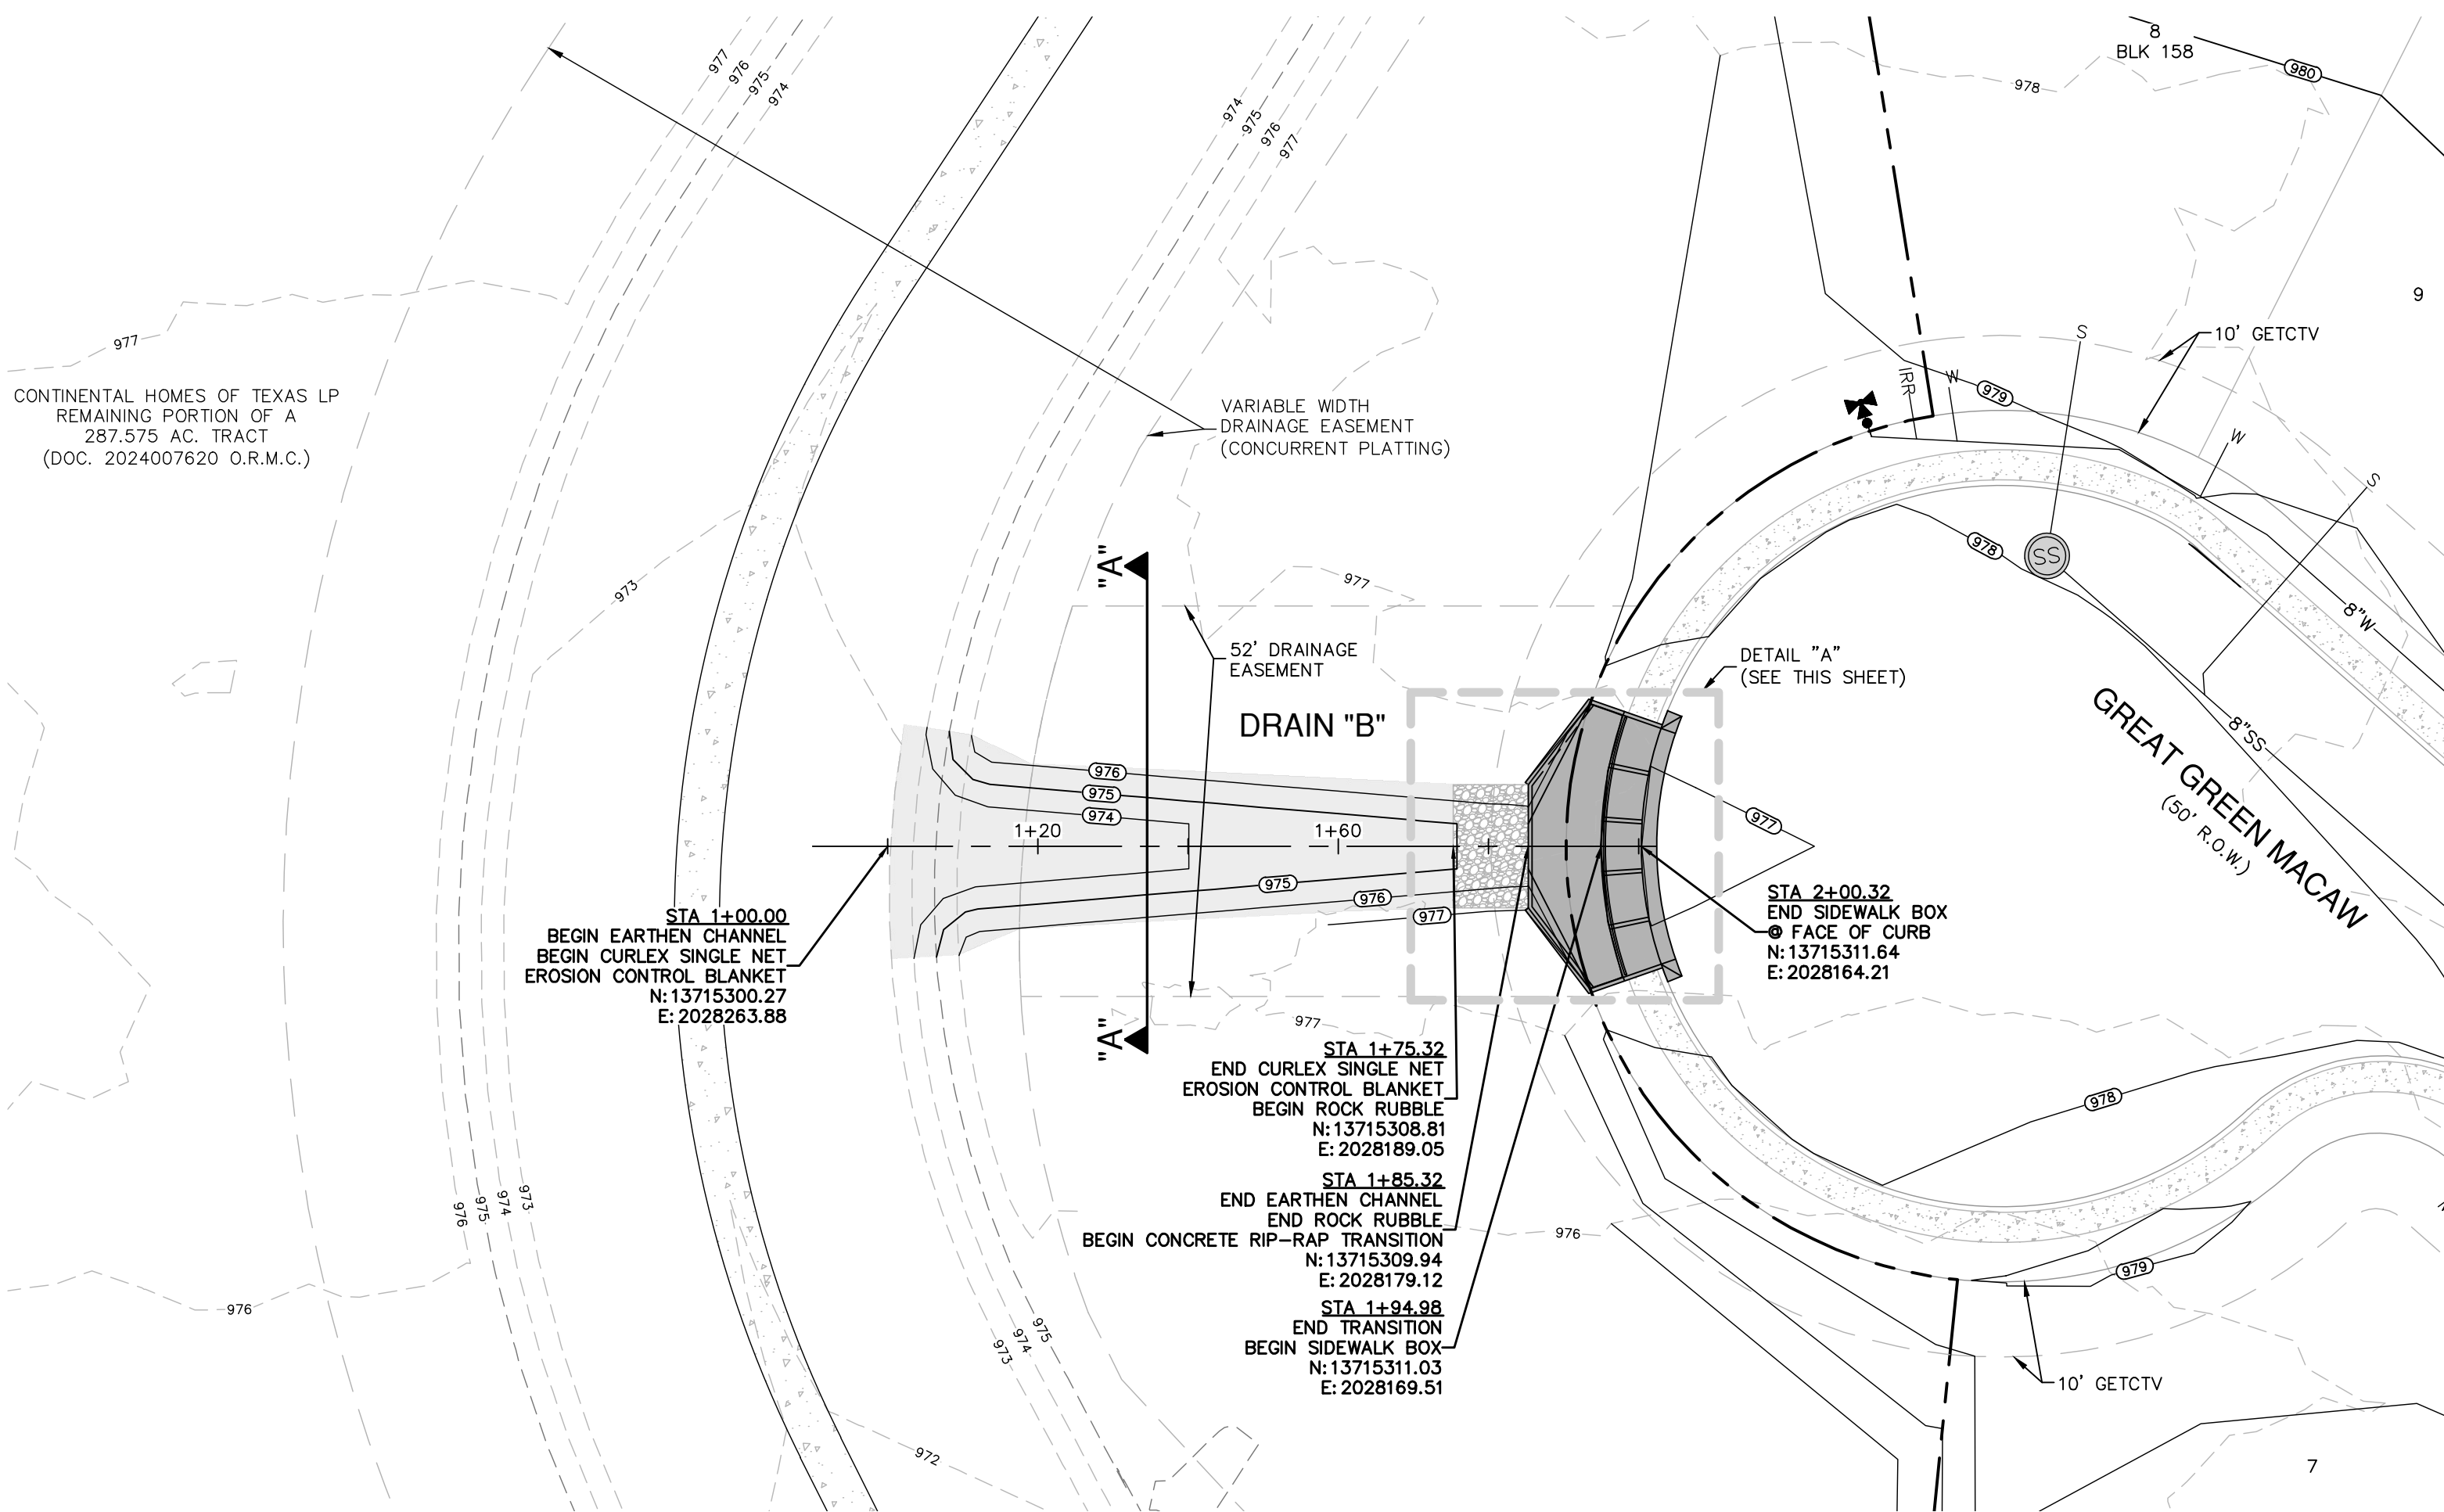 8
BLK 158
980
977
976
975
974
978
974
975
976
977
9
977
10' GETCTV
S
CONTINENTAL HOMES OF TEXAS LP
REMAINING PORTION OF A
287.575 AC. TRACT
(DOC. 2024007620 O.R.M.C.)
IRR
W
979
VARIABLE WIDTH
DRAINAGE EASEMENT
(CONCURRENT PLATTING)
W
S
978
SS
"A"
977
973
8"W
52' DRAINAGE
EASEMENT
DETAIL "A"
(SEE THIS SHEET)
DRAIN "B"
8"SS
GREAT GREEN MACAW
(50' R.O.W.)
976
975
974
977
1+20
1+60
975
976
977
STA 1+00.00
BEGIN EARTHEN CHANNEL
BEGIN CURLEX SINGLE NET
EROSION CONTROL BLANKET
N:13715300.27
E:2028263.88
STA 2+00.32
END SIDEWALK BOX
@ FACE OF CURB
N:13715311.64
E:2028164.21
"A"
977
STA 1+75.32
END CURLEX SINGLE NET
EROSION CONTROL BLANKET
BEGIN ROCK RUBBLE
N:13715308.81
E:2028189.05
978
STA 1+85.32
END EARTHEN CHANNEL
END ROCK RUBBLE
BEGIN CONCRETE RIP-RAP TRANSITION
N:13715309.94
E:2028179.12
976
975
974
973
976
979
STA 1+94.98
END TRANSITION
BEGIN SIDEWALK BOX
N:13715311.03
E:2028169.51
976
973
974
975
10' GETCTV
972
7